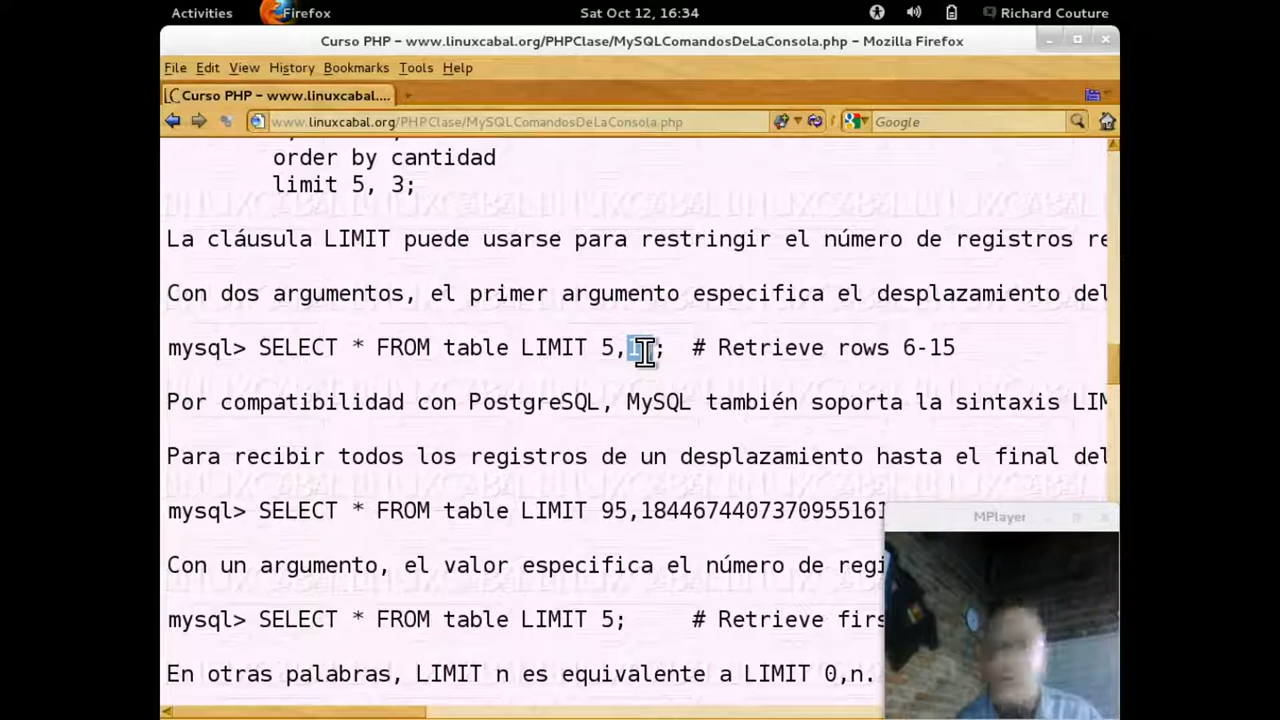 Activities Firefox Sat Oct 12, 16:34 Richard Couture
Curso PHP – www.linuxcabal.org/PHPClase/MySQLComandosDeLaConsola.php – Mozilla Firefox
File Edit View History Bookmarks Tools Help
Curso PHP – www.linuxcabal.org/...
www.linuxcabal.org/PHPClase/MySQLComandosDeLaConsola.php Google
order by cantidad
limit 5, 3;
La cláusula LIMIT puede usarse para restringir el número de registros re
Con dos argumentos, el primer argumento especifica el desplazamiento del
mysql> SELECT * FROM table LIMIT 5, ; # Retrieve rows 6-15
Por compatibilidad con PostgreSQL, MySQL también soporta la sintaxis LIM
Para recibir todos los registros de un desplazamiento hasta el final del
mysql> SELECT * FROM table LIMIT 95,1844674407370955161
MPlayer
Con un argumento, el valor especifica el número de regi
mysql> SELECT * FROM table LIMIT 5; # Retrieve firs
En otras palabras, LIMIT n es equivalente a LIMIT 0,n.